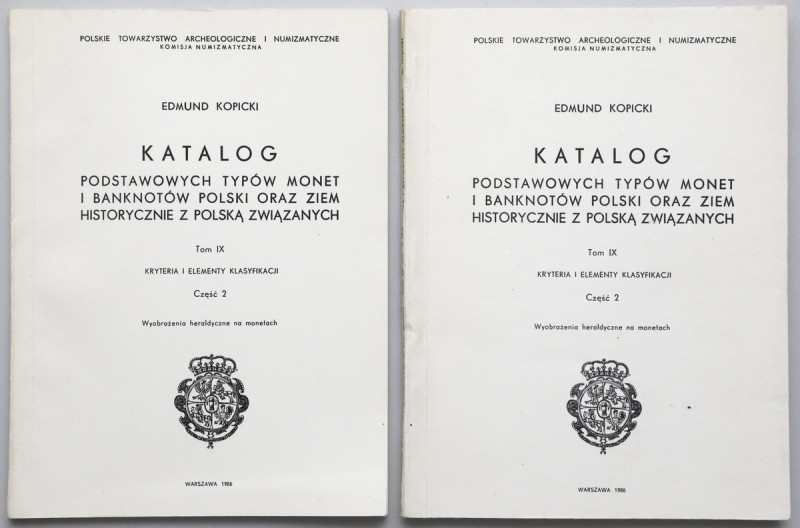 POLSKIE TOWARZYSTWO ARCHEOLOGICZNE I NUMIZMATYCZNE
KOMISJA NUMIZMATYCZNA
EDMUND KOPICKI
KATALOG
PODSTAWOWYCH TYPÓW MONET
I BANKNOTÓW POLSKI ORAZ ZIEM
HISTORYCZNIE Z POLSKĄ ZWIĄZANYCH
Tom IX
KRYTERIA I ELEMENTY KLASYFIKACJI
Część 2
Wyobrażenia heraldyczne na monetach
WARSZAWA 1986
POLSKIE TOWARZYSTWO ARCHEOLOGICZNE I NUMIZMATYCZNE
KOMISJA NUMIZMATYCZNA
EDMUND KOPICKI
KATALOG
PODSTAWOWYCH TYPÓW MONET
I BANKNOTÓW POLSKI ORAZ ZIEM
HISTORYCZNIE Z POLSKĄ ZWIĄZANYCH
Tom IX
KRYTERIA I ELEMENTY KLASYFIKACJI
Część 2
Wyobrażenia heraldyczne na monetach
WARSZAWA 1986